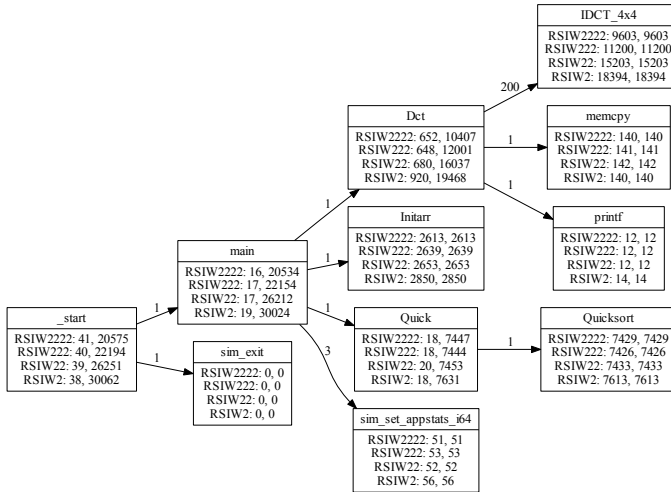 _start
RSIW2222: 41, 20575
RSIW222: 40, 22194
RSIW22: 39, 26251
RSIW2: 38, 30062
1
1
main
RSIW2222: 16, 20534
RSIW222: 17, 22154
RSIW22: 17, 26212
RSIW2: 19, 30024
sim_exit
RSIW2222: 0, 0
RSIW222: 0, 0
RSIW22: 0, 0
RSIW2: 0, 0
1
1
1
3
Dct
RSIW2222: 652, 10407
RSIW222: 648, 12001
RSIW22: 680, 16037
RSIW2: 920, 19468
Initarr
RSIW2222: 2613, 2613
RSIW222: 2639, 2639
RSIW22: 2653, 2653
RSIW2: 2850, 2850
Quick
RSIW2222: 18, 7447
RSIW222: 18, 7444
RSIW22: 20, 7453
RSIW2: 18, 7631
sim_set_appstats_i64
RSIW2222: 51, 51
RSIW222: 53, 53
RSIW22: 52, 52
RSIW2: 56, 56
200
1
1
1
IDCT_4x4
RSIW2222: 9603, 9603
RSIW222: 11200, 11200
RSIW22: 15203, 15203
RSIW2: 18394, 18394
memcpy
RSIW2222: 140, 140
RSIW222: 141, 141
RSIW22: 142, 142
RSIW2: 140, 140
printf
RSIW2222: 12, 12
RSIW222: 12, 12
RSIW22: 12, 12
RSIW2: 14, 14
Quicksort
RSIW2222: 7429, 7429
RSIW222: 7426, 7426
RSIW22: 7433, 7433
RSIW2: 7613, 7613